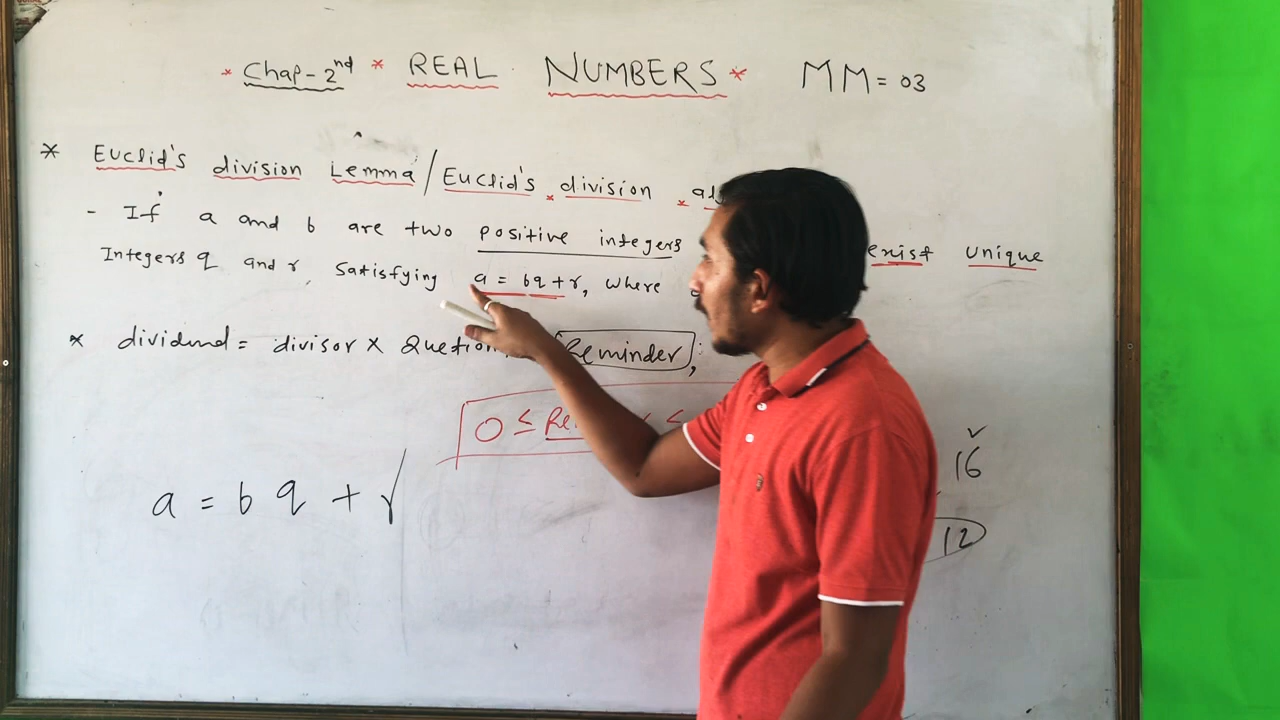 * Chap-2nd * REAL NUMBERS * MM = 03
* Euclid's division Lemma / Euclid's division
- If a and b are two positive integers exist unique
Integers q and r satisfying a = bq + r, where
* dividend = divisor × Quetion Reminder ;
0 ≤ Re ≤
16
a = b q + r
12